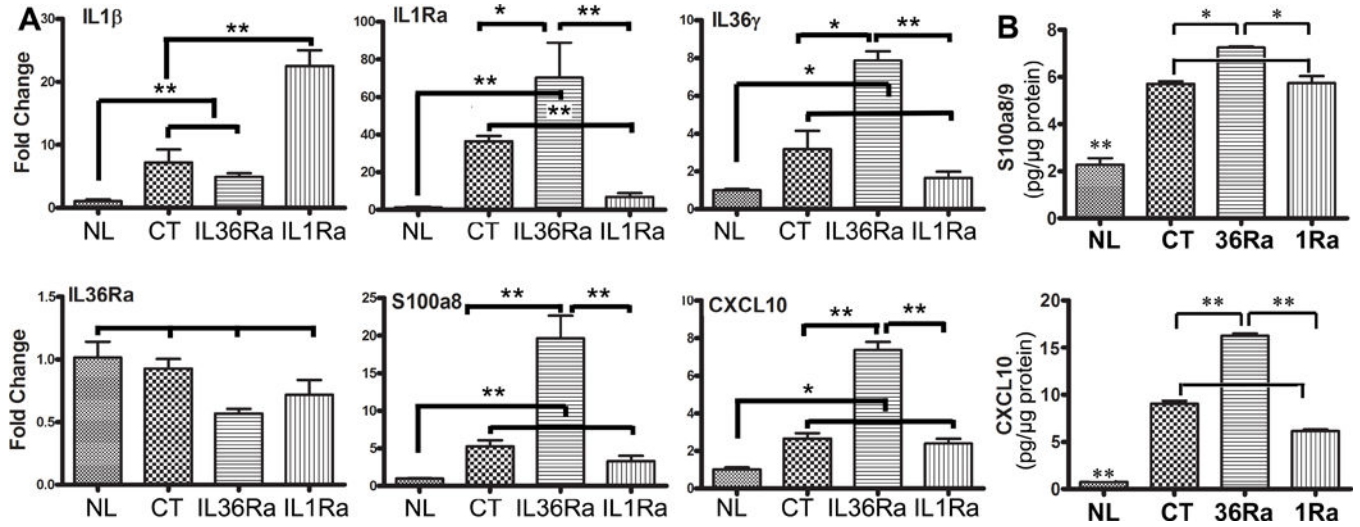 A
IL1β
Fold Change
30
20
10
0
**
**
NL CT IL36Ra IL1Ra
IL1Ra
100
80
60
40
20
0
*
**
**
**
NL CT IL36Ra IL1Ra
IL36γ
10
8
6
4
2
0
*
**
*
NL CT IL36Ra IL1Ra
B
S100a8/9
(pg/µg protein)
8
6
4
2
0
*
*
**
NL CT 36Ra 1Ra
IL36Ra
Fold Change
1.5
1.0
0.5
0.0
NL CT IL36Ra IL1Ra
S100a8
25
20
15
10
5
0
**
**
**
NL CT IL36Ra IL1Ra
CXCL10
10
8
6
4
2
0
**
**
*
NL CT IL36Ra IL1Ra
CXCL10
(pg/µg protein)
20
15
10
5
0
**
**
**
NL CT 36Ra 1Ra